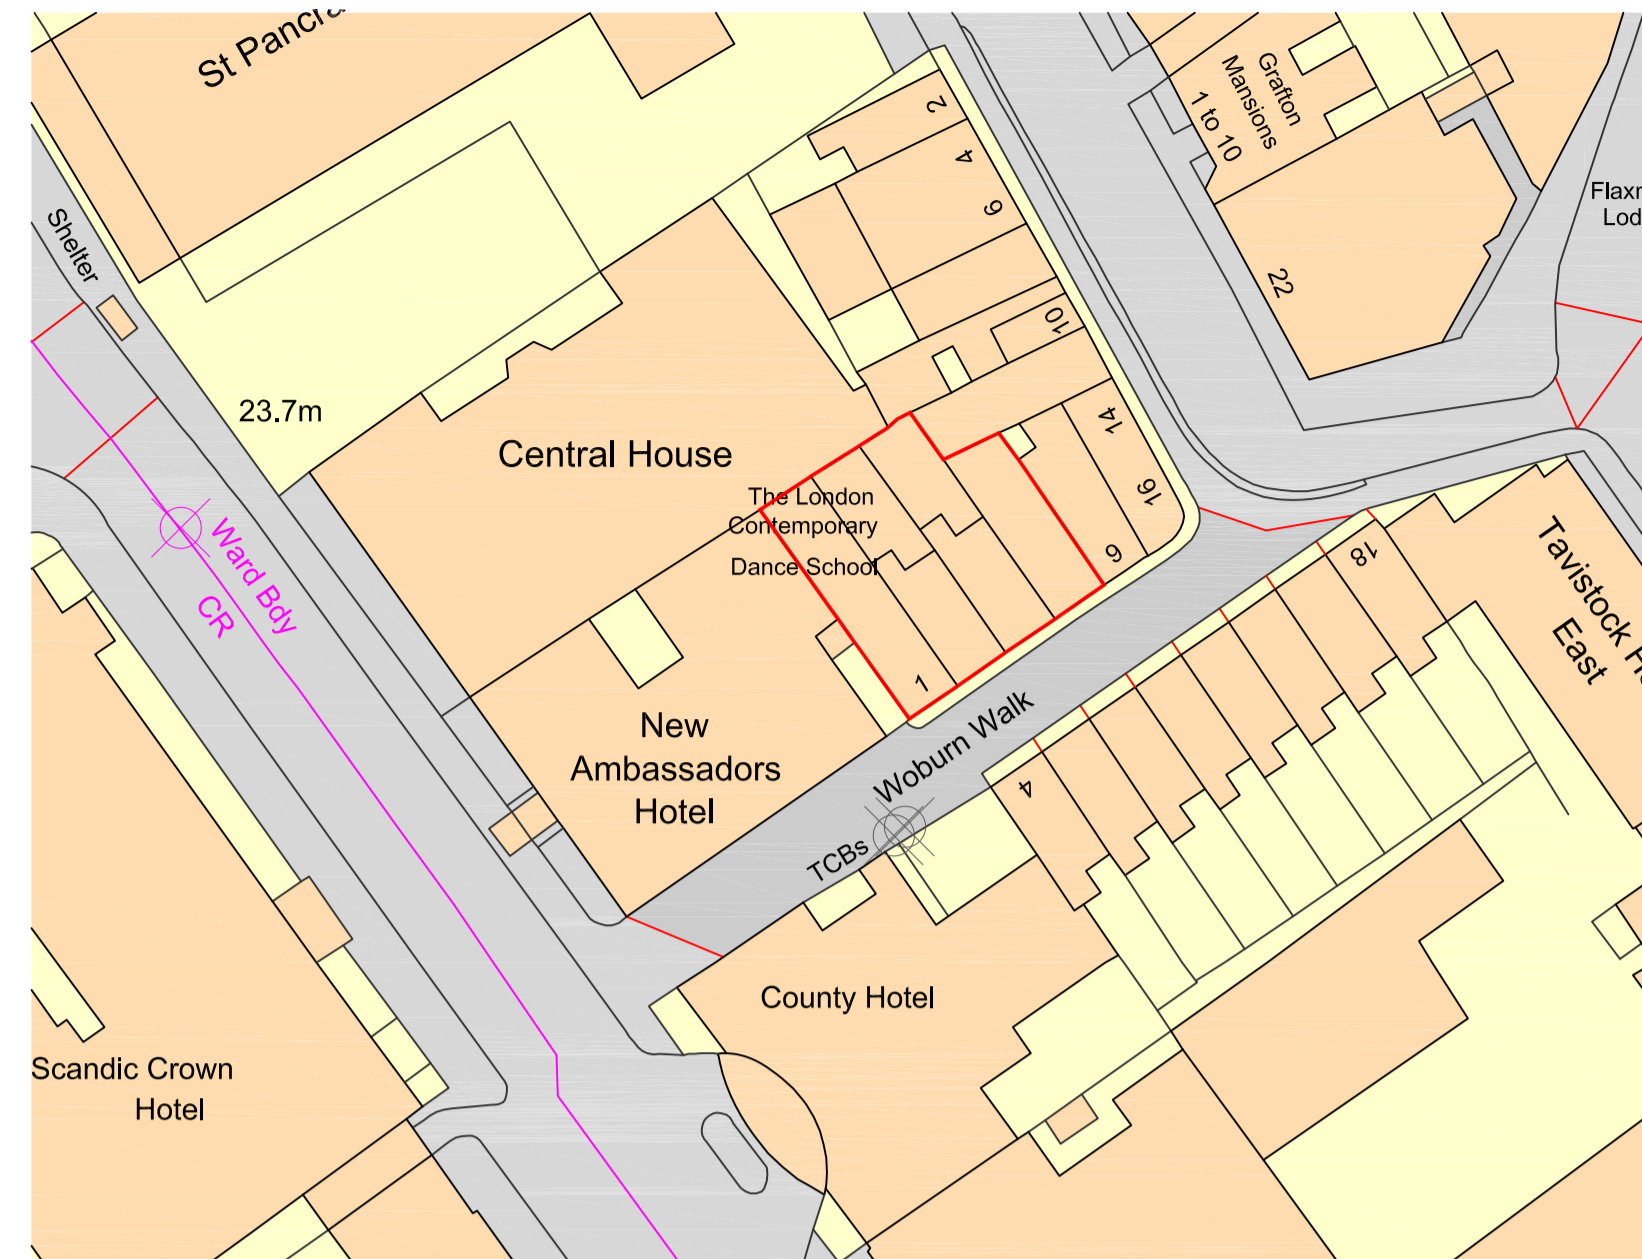 St Pancra
Shelter
23.7m
Central House
The London
Contemporary
Dance School
2
4
6
10
14
16
9
1
Grafton
Mansions
1 to 10
22
Flaxm
Lod
Ward Bdy
CR
New
Ambassadors
Hotel
Woburn Walk
TCBs
4
18
Tavistock H
East
County Hotel
Scandic Crown
Hotel